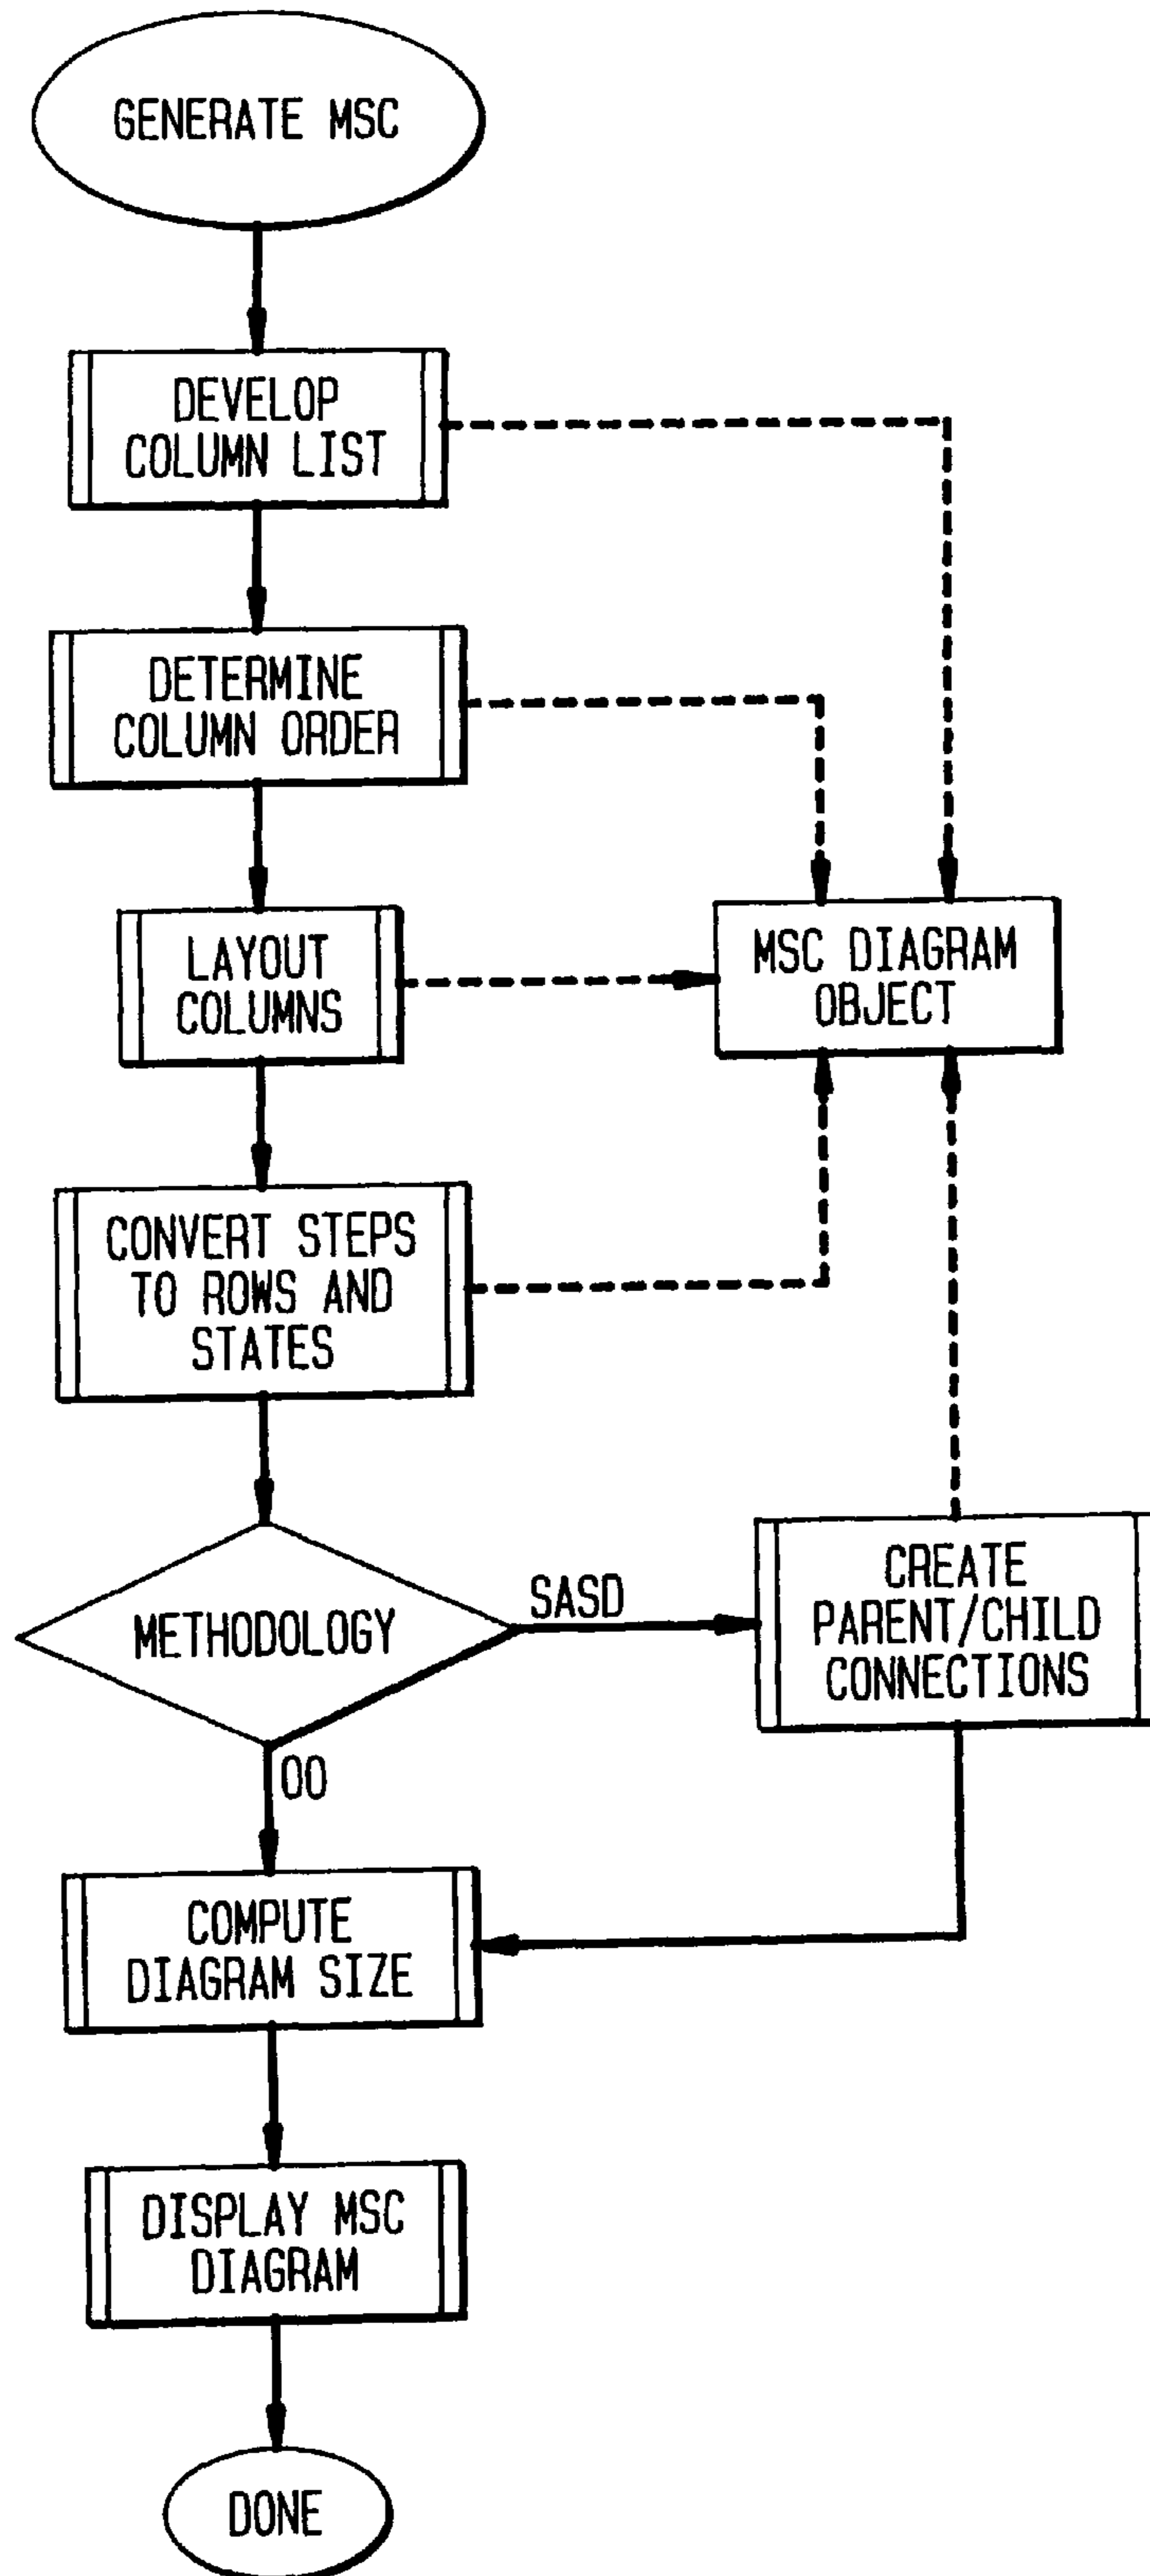 GENERATE MSC
DEVELOP
COLUMN LIST
DETERMINE
COLUMN ORDER
LAYOUT
COLUMNS
MSC DIAGRAM
OBJECT
CONVERT STEPS
TO ROWS AND
STATES
METHODOLOGY
SASD
CREATE
PARENT/CHILD
CONNECTIONS
OO
COMPUTE
DIAGRAM SIZE
DISPLAY MSC
DIAGRAM
DONE